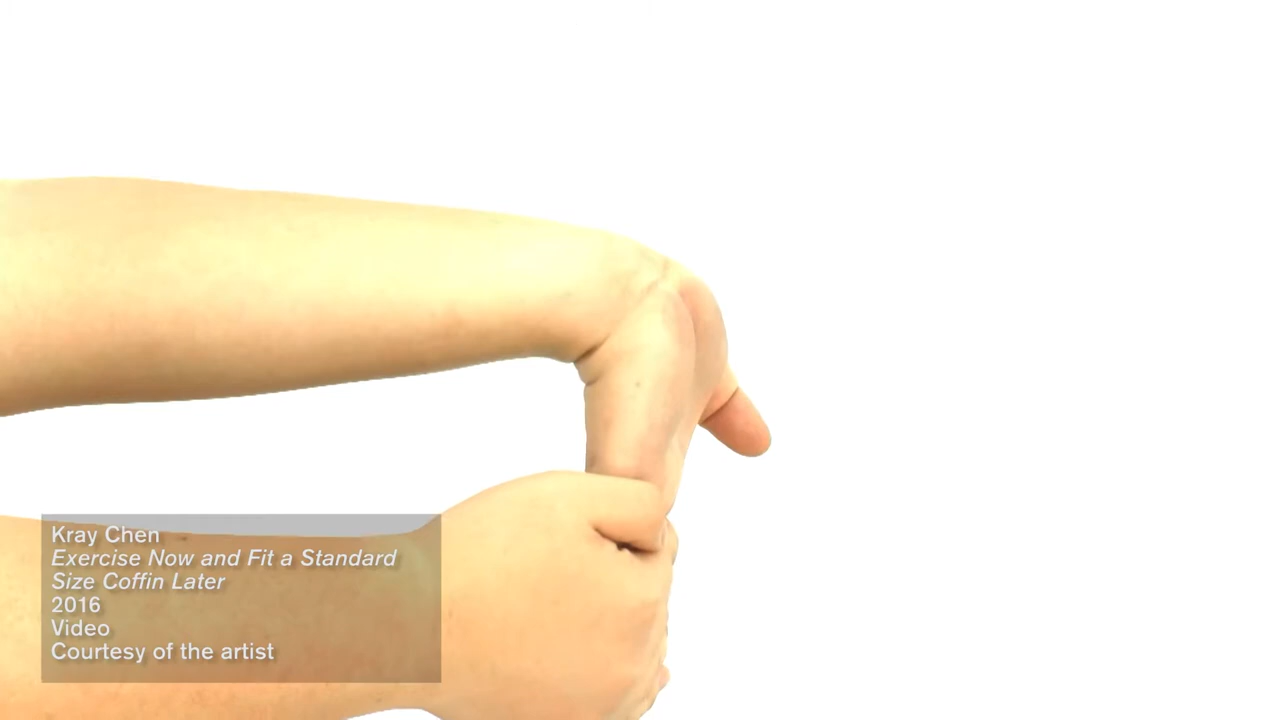 Kray Chen
Exercise Now and Fit a Standard
Size Coffin Later
2016
Video
Courtesy of the artist